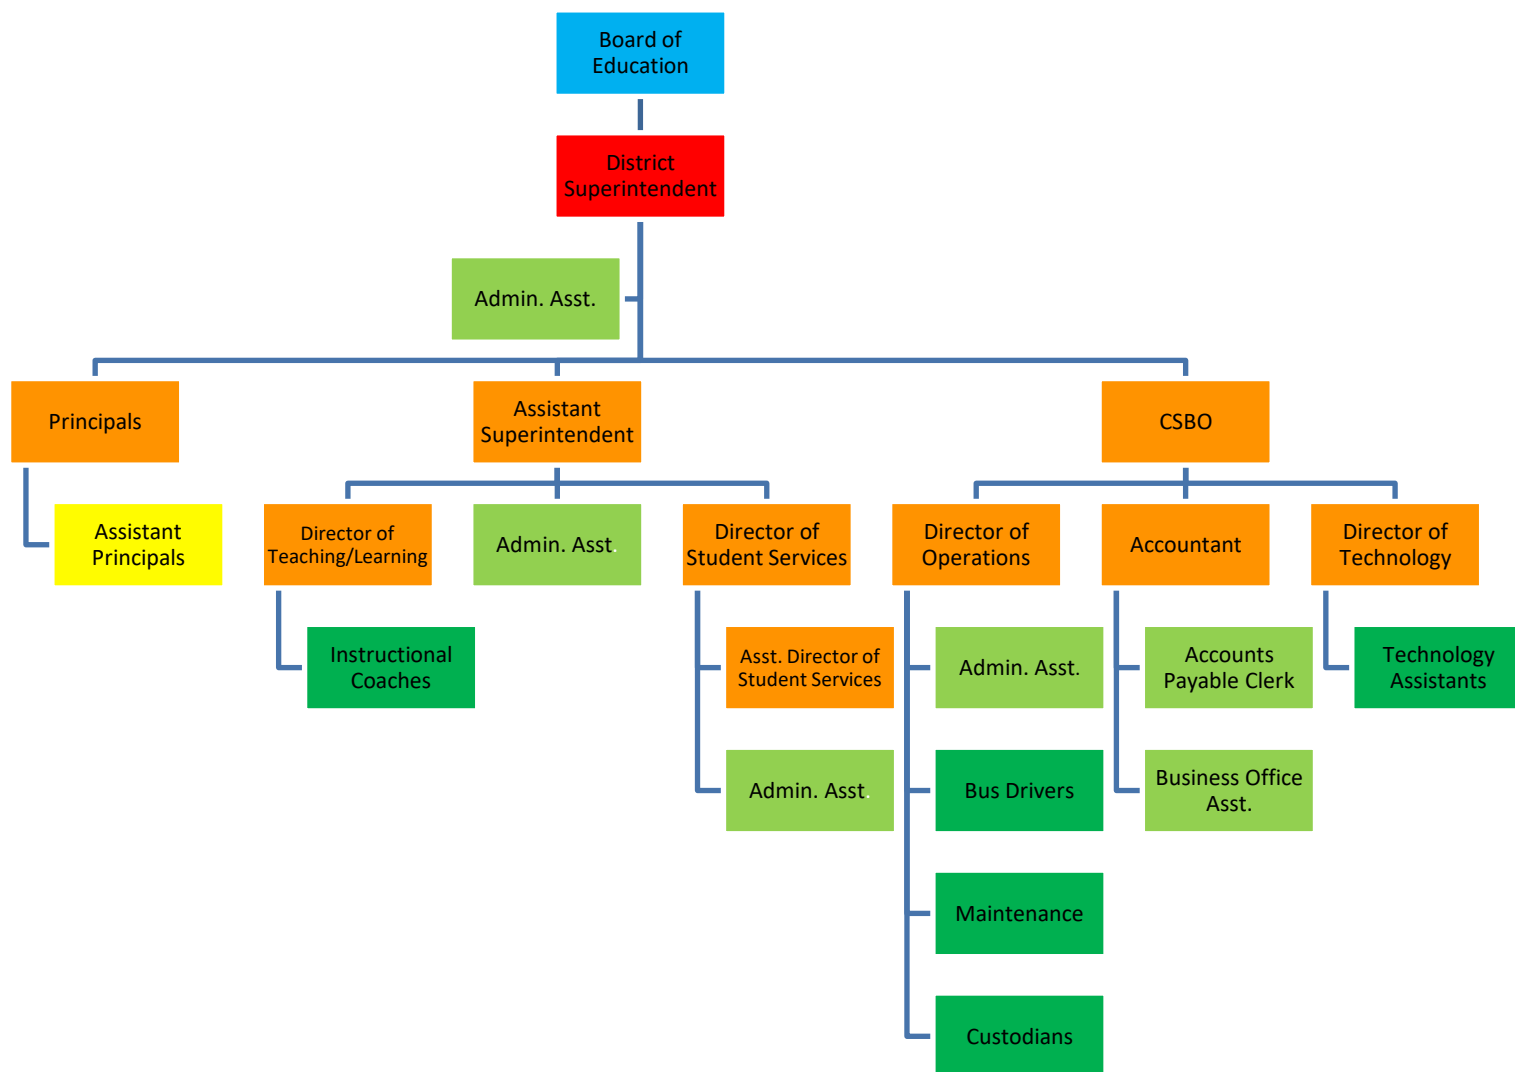 Board of
Education
District
Superintendent
Admin. Asst.
Principals
Assistant
Superintendent
CSBO
Assistant
Principals
Director of
Teaching/Learning
Admin. Asst.
Director of
Student Services
Director of
Operations
Accountant
Director of
Technology
Instructional
Coaches
Asst. Director of
Student Services
Admin. Asst.
Accounts
Payable Clerk
Technology
Assistants
Admin. Asst.
Bus Drivers
Business Office
Asst.
Maintenance
Custodians